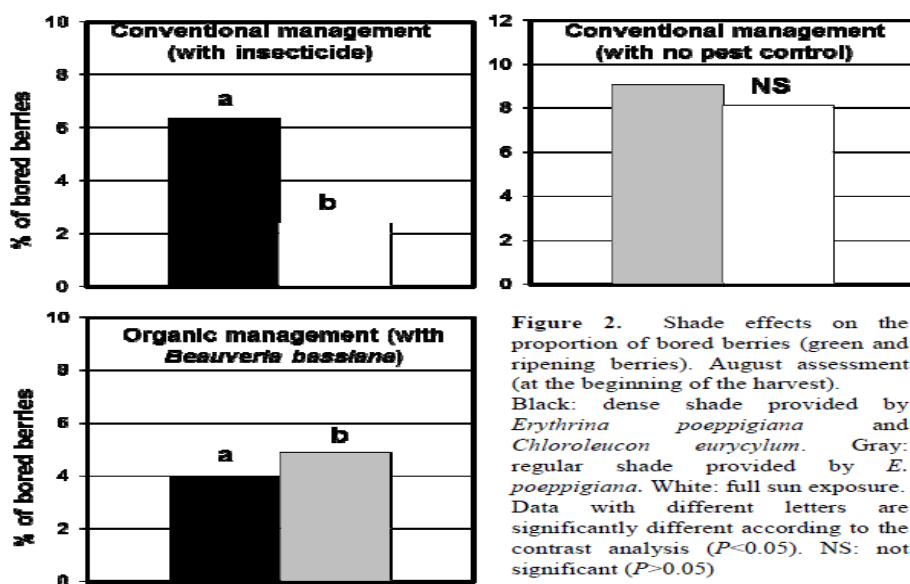 Conventional management
(with insecticide)
% of bored berries
10
8
6
4
2
0
a
b
Conventional management
(with no pest control)
12
10
8
6
4
2
0
NS
Organic management (with
Beauveria bassiana)
% of bored berries
10
8
6
4
2
0
a
b
Figure 2. Shade effects on the
proportion of bored berries (green and
ripening berries). August assessment
(at the beginning of the harvest).
Black: dense shade provided by
Erythrina poeppigiana and
Chloroleucon eurycylum. Gray:
regular shade provided by E.
poeppigiana. White: full sun exposure.
Data with different letters are
significantly different according to the
contrast analysis (P<0.05). NS: not
significant (P>0.05)